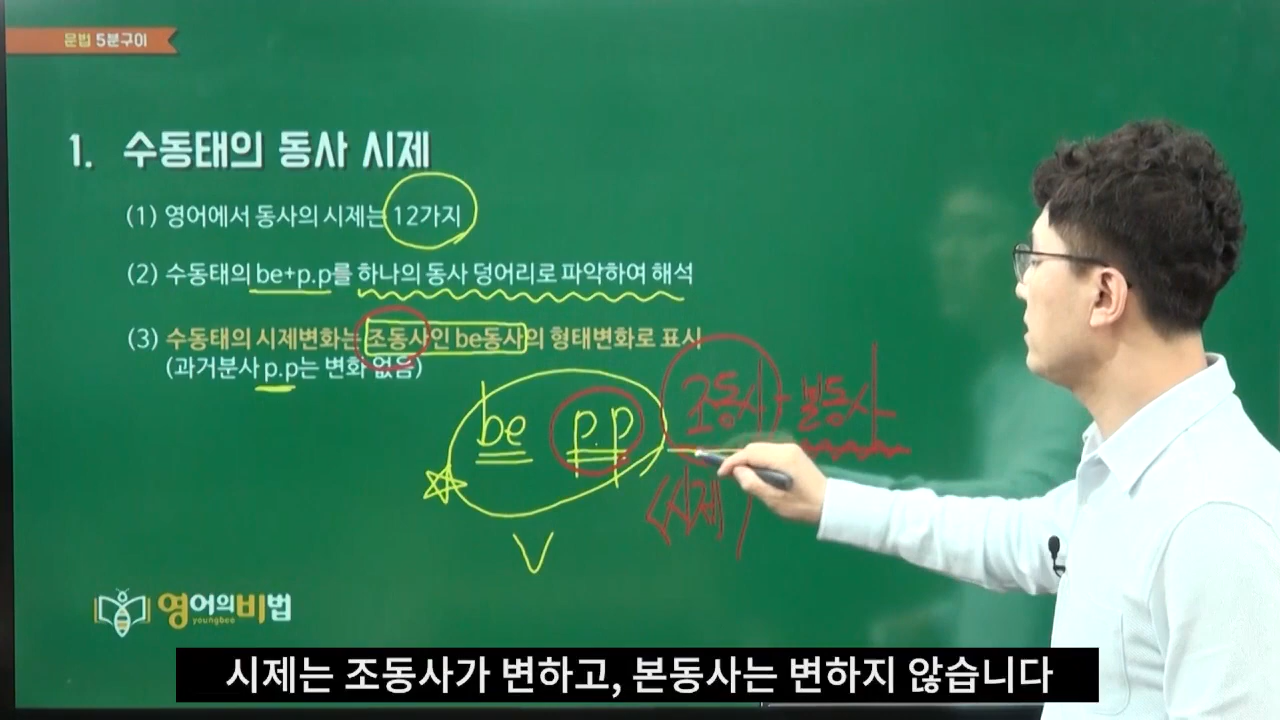 문법 5분구이
1. 수동태의 동사 시제
(1) 영어에서 동사의 시제는 12가지
(2) 수동태의 be+p.p를 하나의 동사 덩어리로 파악하여 해석
(3) 수동태의 시제변화는 조동사인 be동사의 형태변화로 표시
(과거분사 p.p는 변화 없음)
be p.p 조동사 본동사
(시제)
V
영어의비법
youngbee
시제는 조동사가 변하고, 본동사는 변하지 않습니다